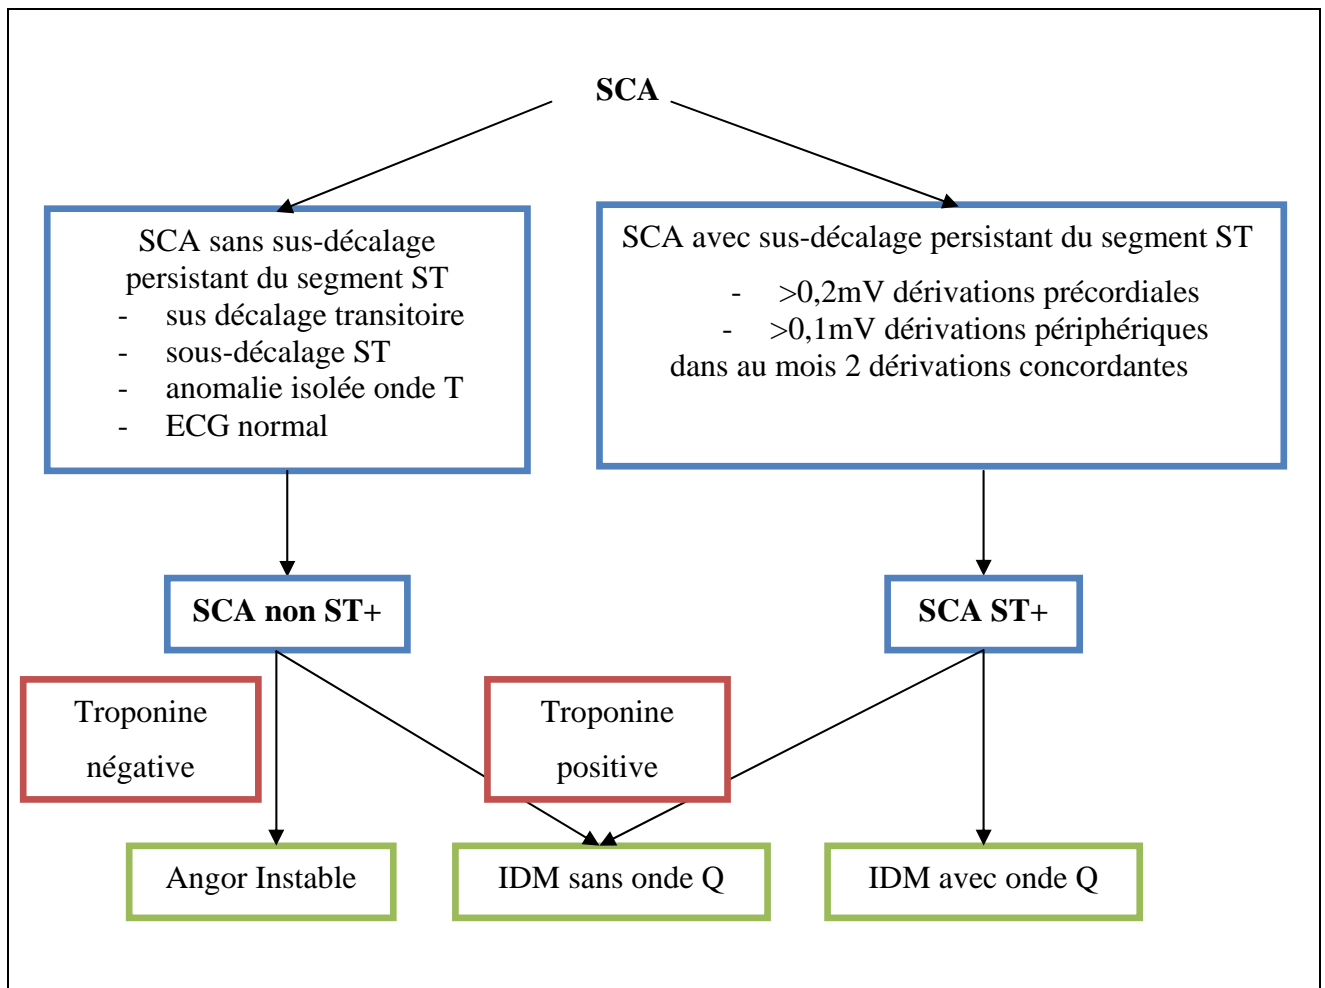 SCA
SCA sans sus-décalage
persistant du segment ST
- sus décalage transitoire
- sous-décalage ST
- anomalie isolée onde T
- ECG normal
SCA avec sus-décalage persistant du segment ST
- >0,2mV dérivations précordiales
- >0,1mV dérivations périphériques
dans au mois 2 dérivations concordantes
SCA non ST+
SCA ST+
Troponine
négative
Troponine
positive
Angor Instable
IDM sans onde Q
IDM avec onde Q